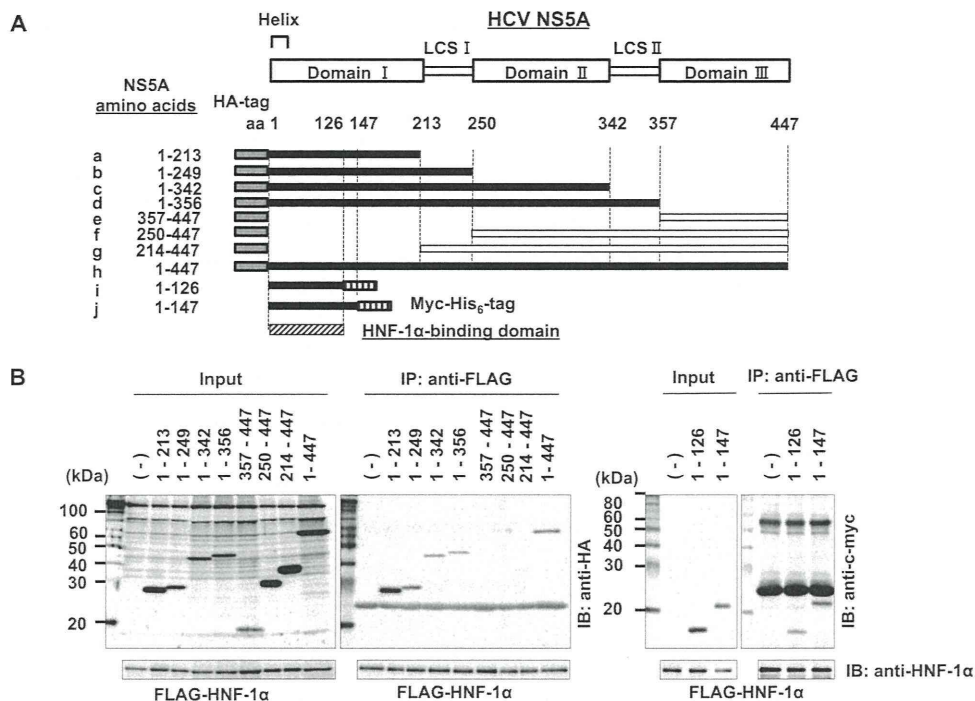 A
HCV NS5A
Helix
LCS Ⅰ
LCS Ⅱ
Domain Ⅰ
Domain Ⅱ
Domain Ⅲ
NS5A
amino acids
HA-tag
aa 1 126 147 213 250 342 357 447
a 1-213
b 1-249
c 1-342
d 1-356
e 357-447
f 250-447
g 214-447
h 1-447
i 1-126
j 1-147
Myc-His6-tag
HNF-1α-binding domain
B
Input
IP: anti-FLAG
Input
IP: anti-FLAG
(kDa)
(-) 1 - 213 1 - 249 1 - 342 1 - 356 357 - 447 250 - 447 214 - 447 1 - 447
(-) 1 - 213 1 - 249 1 - 342 1 - 356 357 - 447 250 - 447 214 - 447 1 - 447
(kDa)
(-) 1 - 126 1 - 147
(-) 1 - 126 1 - 147
100
60
50
40
30
20
IB: anti-HA
80
60
50
40
30
20
IB: anti-c-myc
IB: anti-HNF-1α
FLAG-HNF-1α
FLAG-HNF-1α
FLAG-HNF-1α